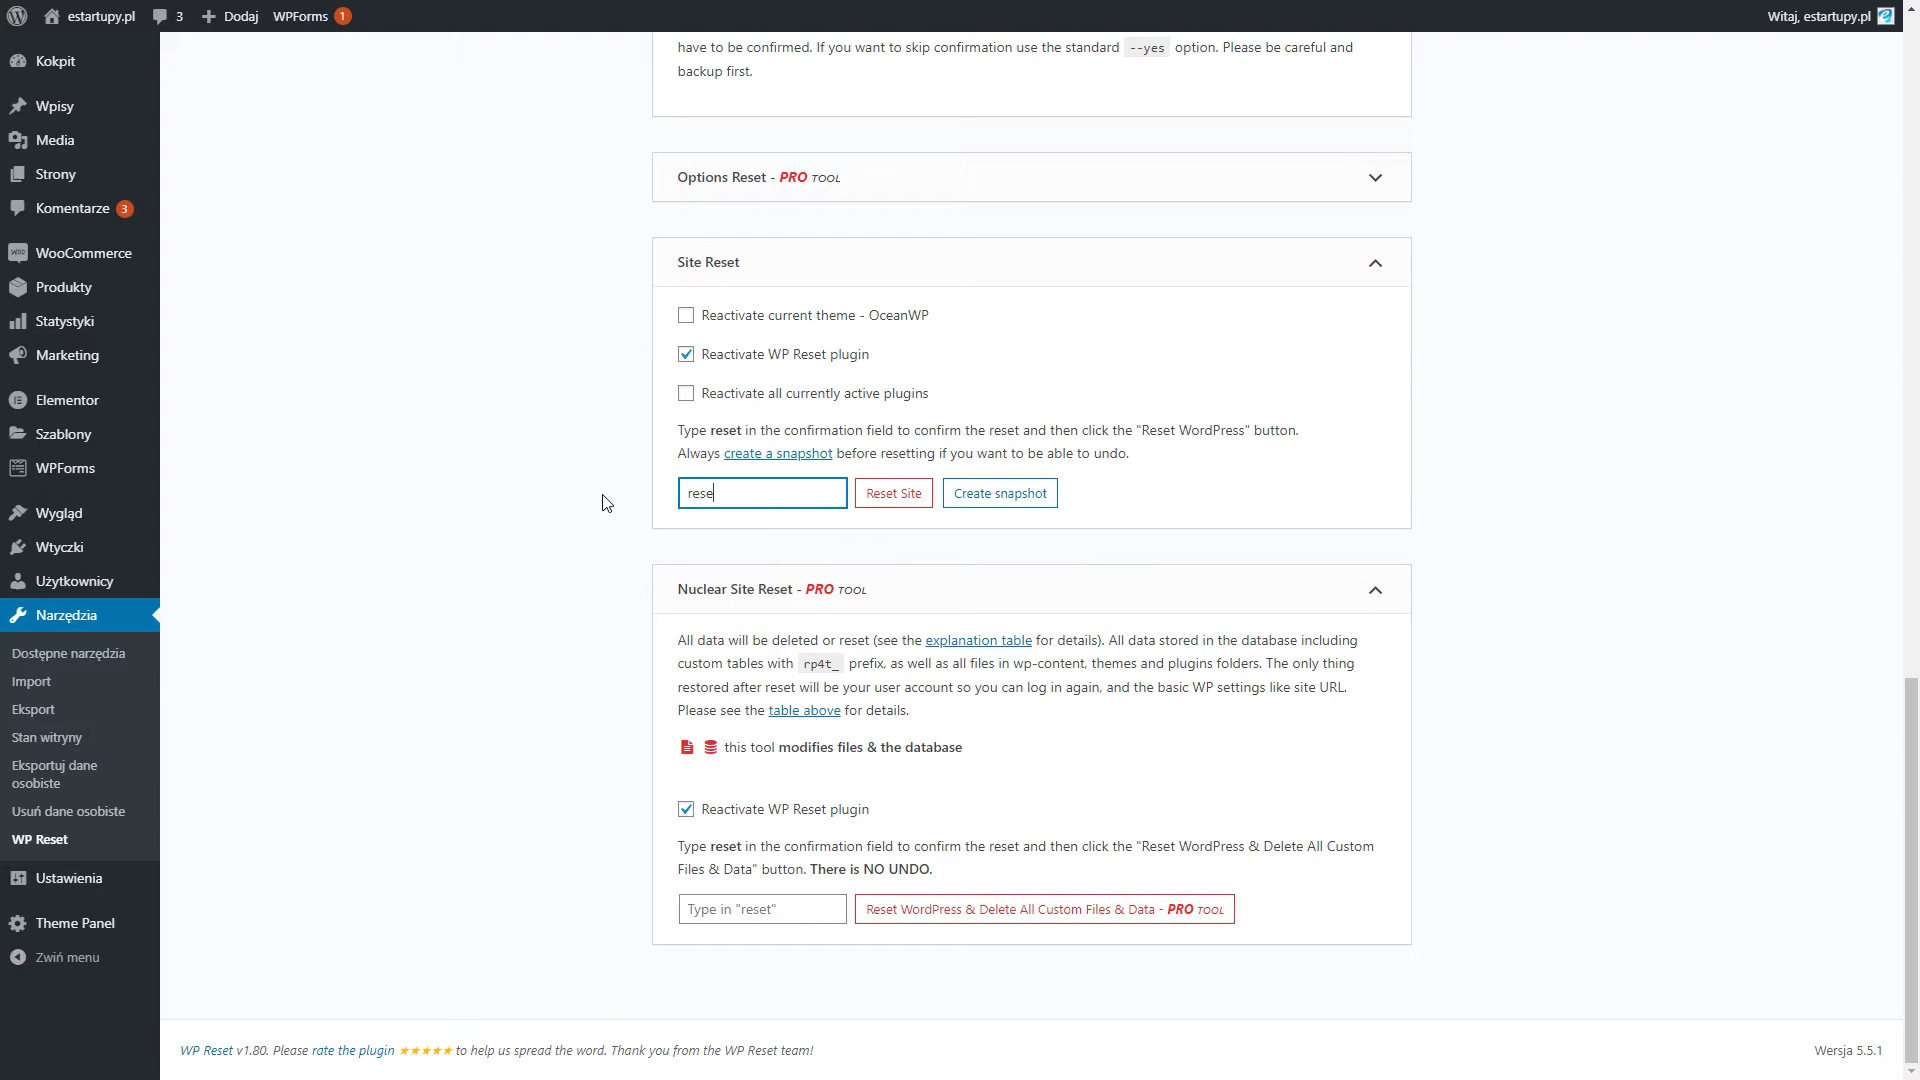 estartupy.pl
3
Dodaj
WPForms 1
Witaj, estartupy.pl
Kokpit
Wpisy
Media
Strony
Komentarze 3
WooCommerce
Produkty
Statystyki
Marketing
Elementor
Szablony
WPForms
Wygląd
Wtyczki
Użytkownicy
Narzędzia
Dostępne narzędzia
Import
Eksport
Stan witryny
Eksportuj dane
osobiste
Usuń dane osobiste
WP Reset
Ustawienia
Theme Panel
Zwiń menu
have to be confirmed. If you want to skip confirmation use the standard --yes option. Please be careful and
backup first.
Options Reset - PRO TOOL
Site Reset
Reactivate current theme - OceanWP
Reactivate WP Reset plugin
Reactivate all currently active plugins
Type reset in the confirmation field to confirm the reset and then click the "Reset WordPress" button.
Always create a snapshot before resetting if you want to be able to undo.
rese
Reset Site
Create snapshot
Nuclear Site Reset - PRO TOOL
All data will be deleted or reset (see the explanation table for details). All data stored in the database including
custom tables with rp4t_ prefix, as well as all files in wp-content, themes and plugins folders. The only thing
restored after reset will be your user account so you can log in again, and the basic WP settings like site URL.
Please see the table above for details.
this tool modifies files & the database
Reactivate WP Reset plugin
Type reset in the confirmation field to confirm the reset and then click the "Reset WordPress & Delete All Custom
Files & Data" button. There is NO UNDO.
Type in "reset"
Reset WordPress & Delete All Custom Files & Data - PRO TOOL
WP Reset v1.80. Please rate the plugin ★★★★★ to help us spread the word. Thank you from the WP Reset team!
Wersja 5.5.1